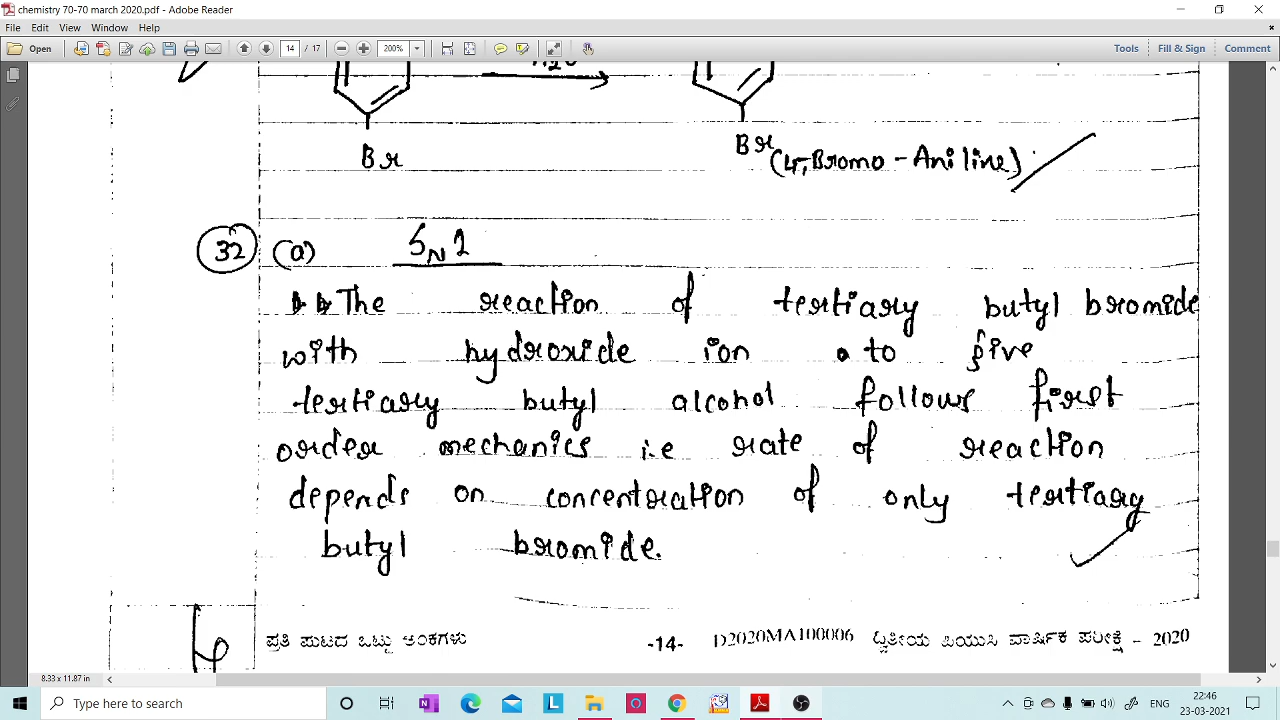 chemistry 70-70 march 2020.pdf - Adobe Reader
File Edit View Window Help
Open 14 / 17 200% Tools Fill & Sign Comment
H2O
Br
Br
(4,Bromo - Aniline)
32 (a) SN1
The reaction of tertiary butyl bromide
with hydroxide ion to give
tertiary butyl alcohol follows first
order mechanics i.e rate of reaction
depends on concentration of only tertiary
butyl bromide.
ಪ್ರತಿ ಪುಟದ ಒಟ್ಟು ಅಂಕಗಳು -14- D2020MA100006 ದ್ವಿತೀಯ ಪಿಯುಸಿ ವಾರ್ಷಿಕ ಪರೀಕ್ಷೆ - 2020
8.33 x 11.87 in
Type here to search ENG 22:46
23-03-2021